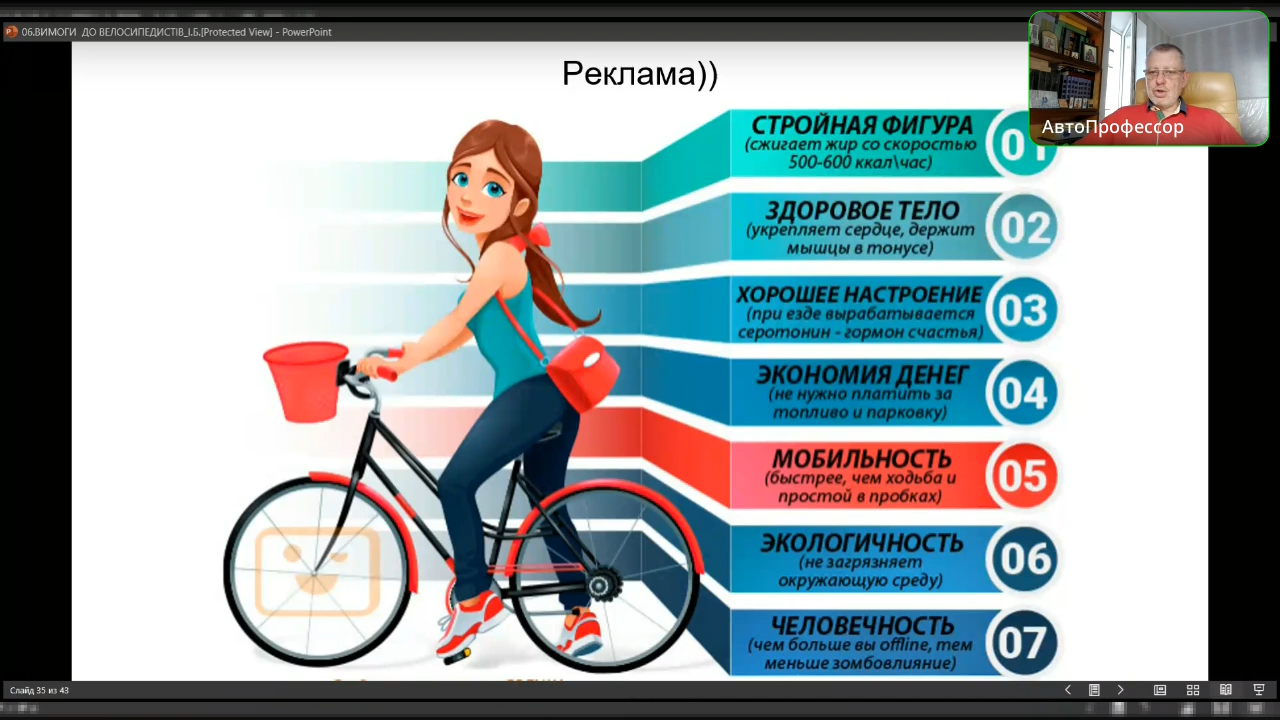 06.ВИМОГИ ДО ВЕЛОСИПЕДИСТІВ_І.Б.[Protected View] - PowerPoint
Реклама))
АвтоПрофессор
СТРОЙНАЯ ФИГУРА
(сжигает жир со скоростью
500-600 ккал\час)
01
ЗДОРОВОЕ ТЕЛО
(укрепляет сердце, держит
мышцы в тонусе)
02
ХОРОШЕЕ НАСТРОЕНИЕ
(при езде вырабатывается
серотонин - гормон счастья)
03
ЭКОНОМИЯ ДЕНЕГ
(не нужно платить за
топливо и парковку)
04
МОБИЛЬНОСТЬ
(быстрее, чем ходьба и
простой в пробках)
05
ЭКОЛОГИЧНОСТЬ
(не загрязняет
окружающую среду)
06
ЧЕЛОВЕЧНОСТЬ
(чем больше вы offline, тем
меньше зомбовлияние)
07
Слайд 35 из 43